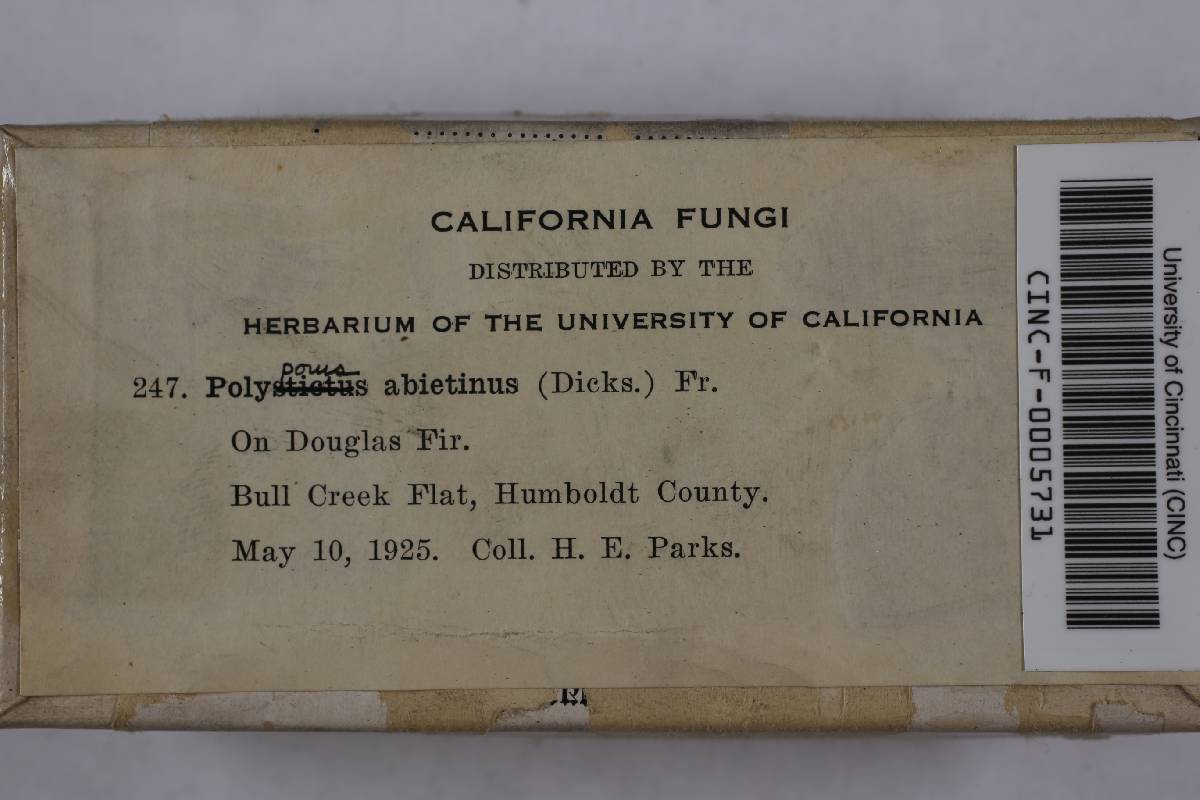 CALIFORNIA FUNGI
DISTRIBUTED BY THE
HERBARIUM OF THE UNIVERSITY OF CALIFORNIA
porus
247. Polystictus abietinus (Dicks.) Fr.
On Douglas Fir.
Bull Creek Flat, Humboldt County.
May 10, 1925. Coll. H. E. Parks.
University of Cincinnati (CINC)
CINC-F-0005731